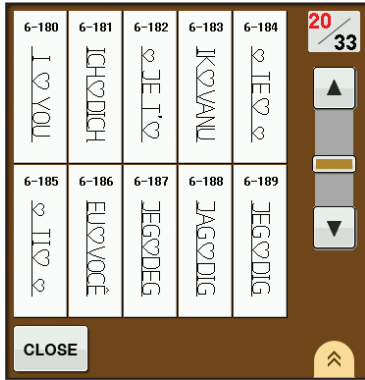 6-180 6-181 6-182 6-183 6-184
I♡YOU
ICH♡DICH
♡JE T'♡
IK♡VANU
♡TE♡♡
6-185 6-186 6-187 6-188 6-189
♡TI♡♡
EU♡VOCÊ
JEG♡DEG
JAG♡DIG
JEG♡DIG
20/33
CLOSE